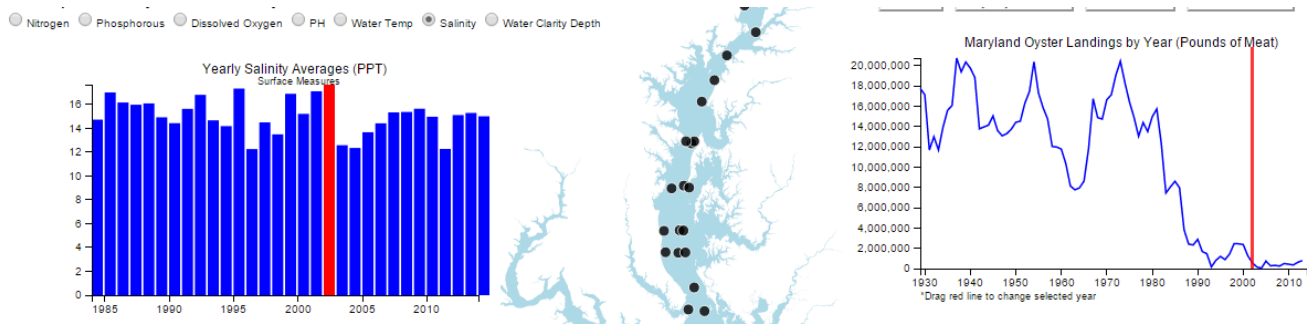 Nitrogen Phosphorous Dissolved Oxygen PH Water Temp Salinity Water Clarity Depth
Yearly Salinity Averages (PPT)
Surface Measures
16
14
12
10
8
6
4
2
0
1985 1990 1995 2000 2005 2010
Maryland Oyster Landings by Year (Pounds of Meat)
20,000,000
18,000,000
16,000,000
14,000,000
12,000,000
10,000,000
8,000,000
6,000,000
4,000,000
2,000,000
0
1930 1940 1950 1960 1970 1980 1990 2000 2010
*Drag red line to change selected year